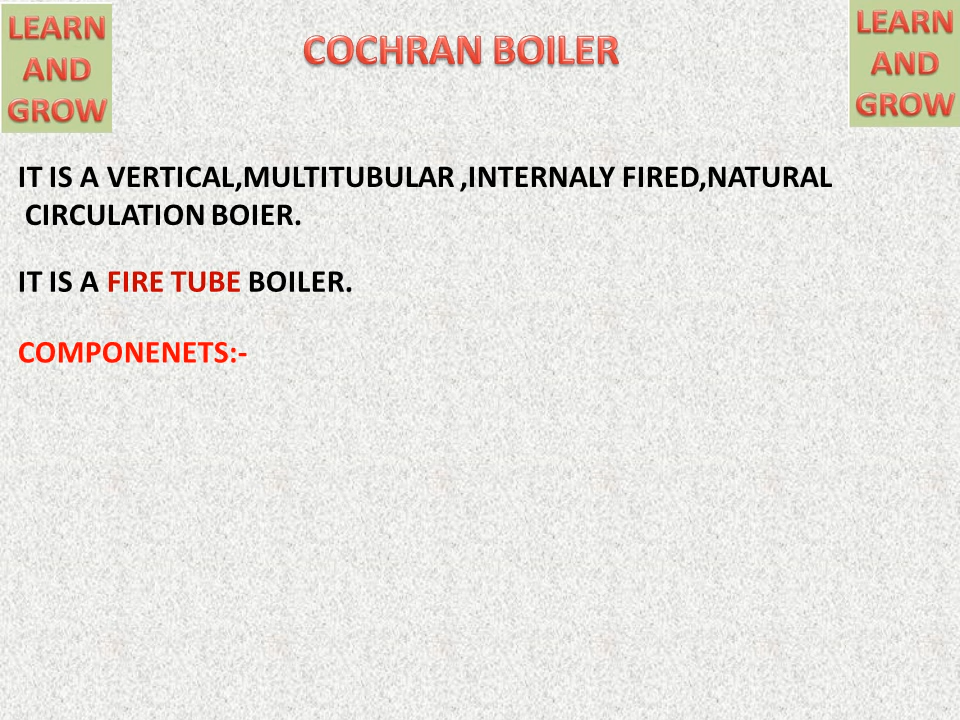 LEARN
AND
GROW
COCHRAN BOILER
LEARN
AND
GROW
IT IS A VERTICAL,MULTITUBULAR ,INTERNALY FIRED,NATURAL
CIRCULATION BOIER.
IT IS A FIRE TUBE BOILER.
COMPONENETS:-